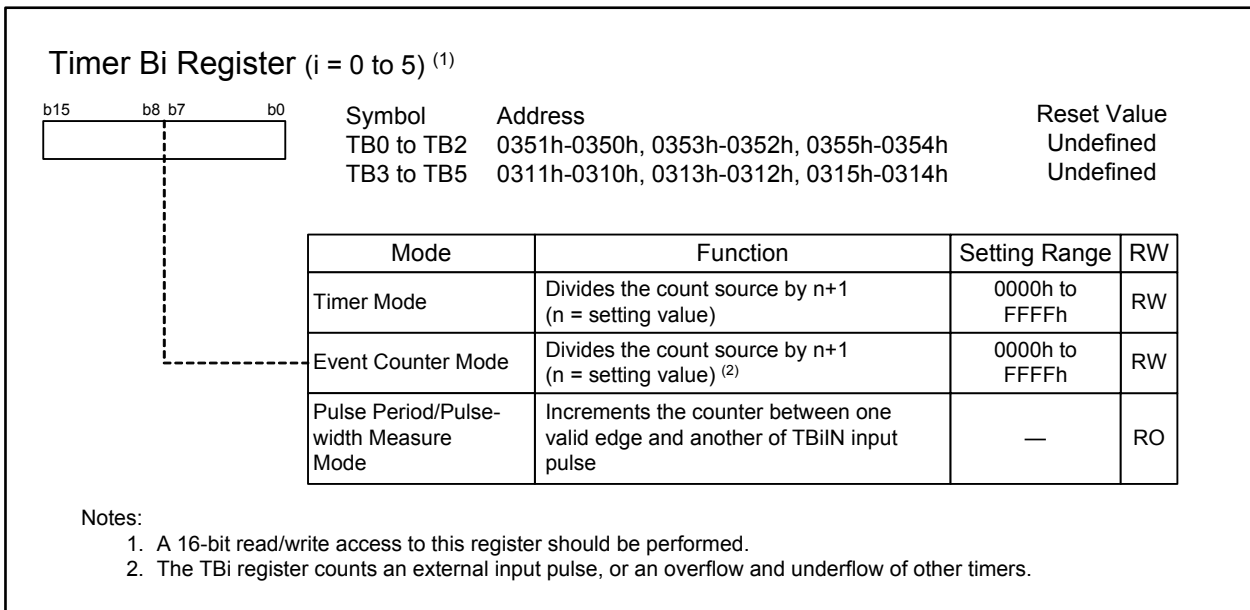 Timer Bi Register (i = 0 to 5) (1)
b15 b8 b7 b0
Symbol Address Reset Value
TB0 to TB2 0351h-0350h, 0353h-0352h, 0355h-0354h Undefined
TB3 to TB5 0311h-0310h, 0313h-0312h, 0315h-0314h Undefined
Mode Function Setting Range RW
Timer Mode Divides the count source by n+1 (n = setting value) 0000h to FFFFh RW
Event Counter Mode Divides the count source by n+1 (n = setting value) (2) 0000h to FFFFh RW
Pulse Period/Pulse-width Measure Mode Increments the counter between one valid edge and another of TBiIN input pulse — RO
Notes:
1. A 16-bit read/write access to this register should be performed.
2. The TBi register counts an external input pulse, or an overflow and underflow of other timers.